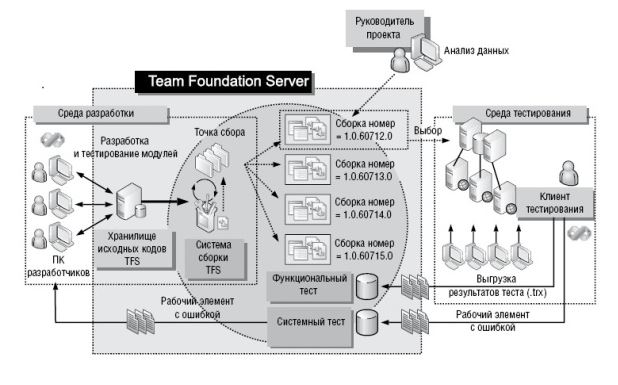 Руководитель
проекта
Анализ данных
Team Foundation Server
Среда разработки
Разработка
и тестирование модулей
ПК
разработчиков
Хранилище
исходных кодов
TFS
Точка сбора
Система
сборки
TFS
Сборка номер
= 1.0.60712.0
Сборка номер
= 1.0.60713.0
Сборка номер
= 1.0.60714.0
Сборка номер
= 1.0.60715.0
Выбор
Среда тестирования
Клиент
тестирования
Выгрузка
результатов теста (.trx)
Функциональный
тест
Системный тест
Рабочий элемент
с ошибкой
Рабочий элемент
с ошибкой